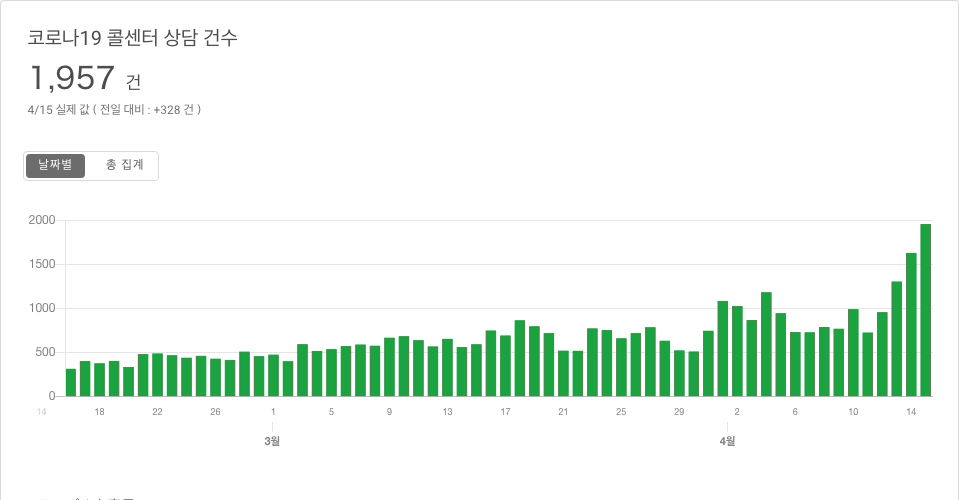 코로나19 콜센터 상담 건수
1,957 건
4/15 실제 값 ( 전일 대비 : +328 건 )
날짜별 총 집계
2000
1500
1000
500
0
14 18 22 26 1 5 9 13 17 21 25 29 2 6 10 14
3월 4월